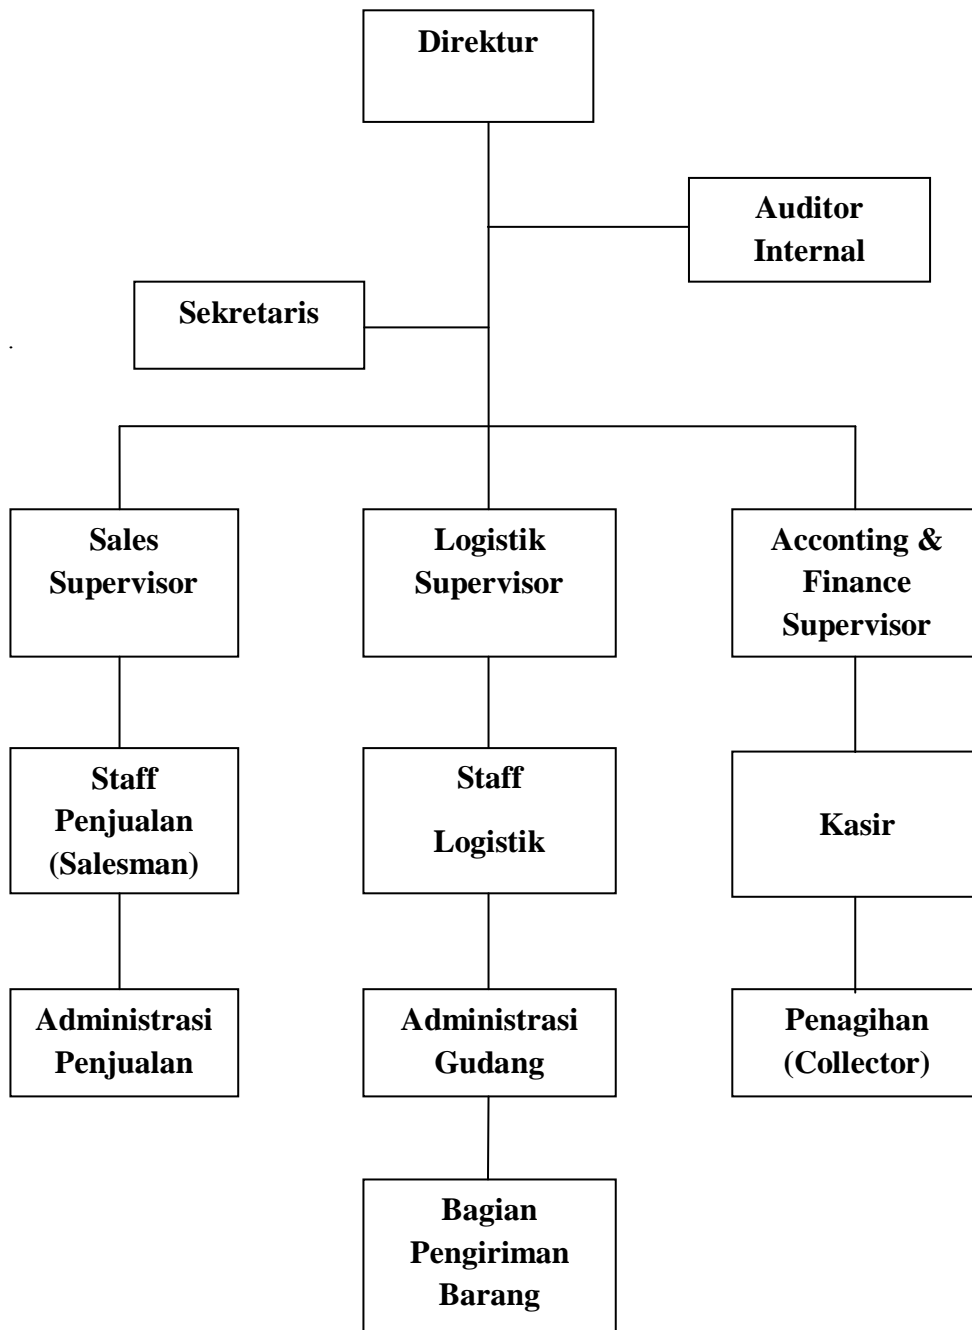 Direktur
Auditor
Internal
Sekretaris
Sales
Supervisor
Logistik
Supervisor
Acconting &
Finance
Supervisor
Staff
Penjualan
(Salesman)
Staff
Logistik
Kasir
Administrasi
Penjualan
Administrasi
Gudang
Penagihan
(Collector)
Bagian
Pengiriman
Barang